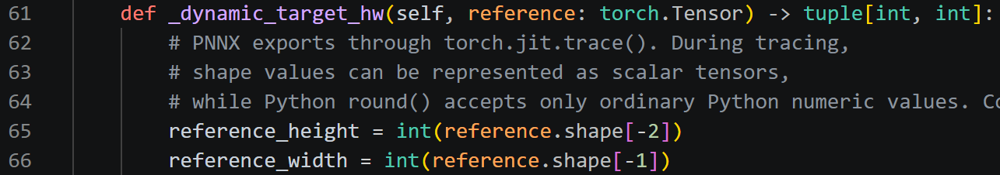 61 def _dynamic_target_hw(self, reference: torch.Tensor) -> tuple[int, int]:
62 # PNNX exports through torch.jit.trace(). During tracing,
63 # shape values can be represented as scalar tensors,
64 # while Python round() accepts only ordinary Python numeric values. Co
65 reference_height = int(reference.shape[-2])
66 reference_width = int(reference.shape[-1])